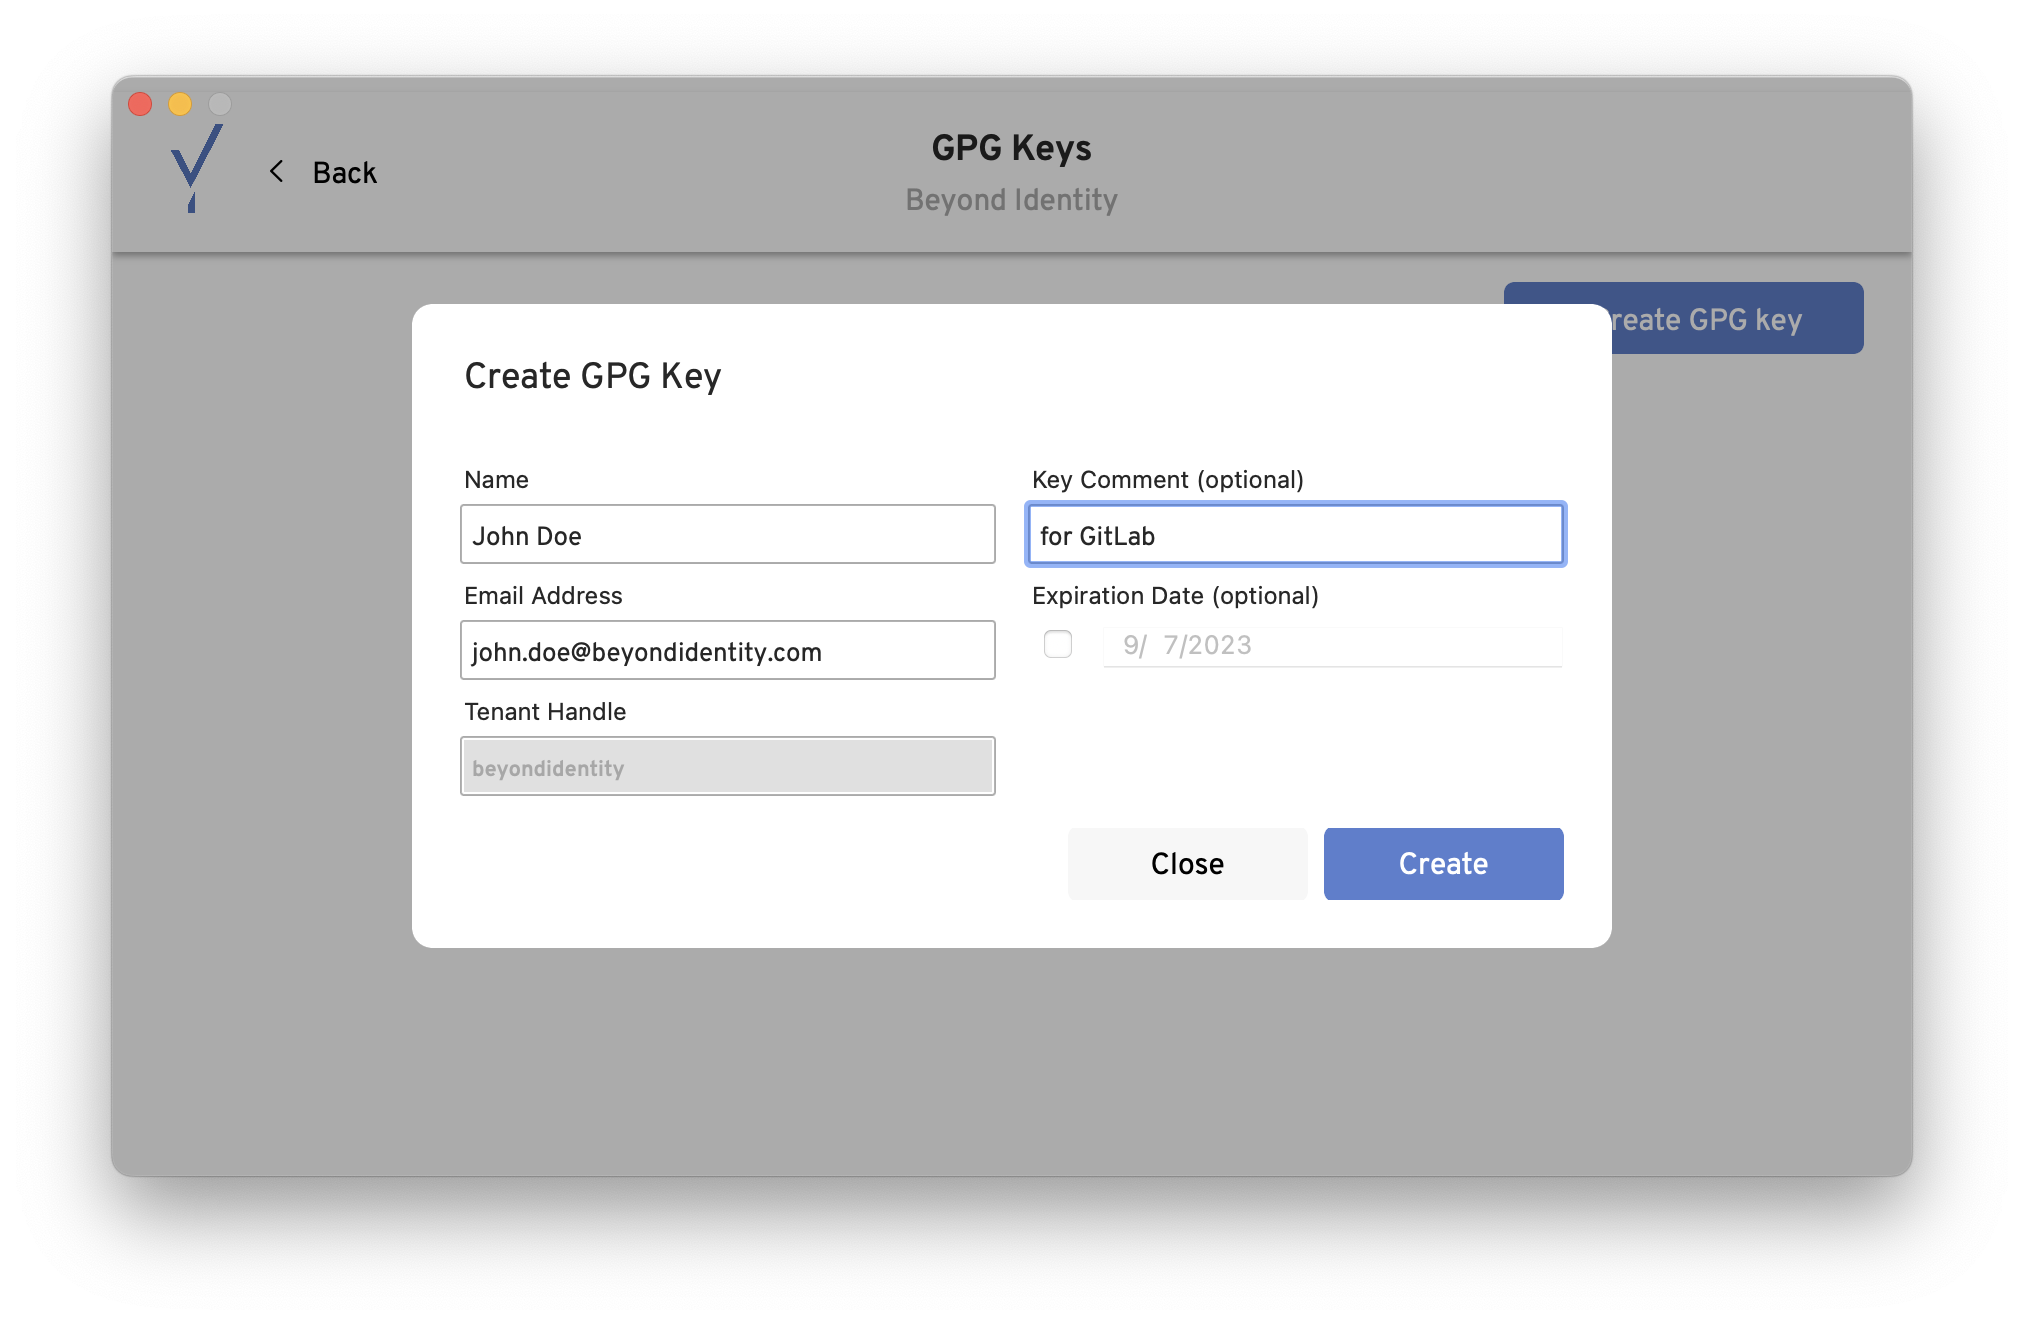 GPG Keys
Back
Beyond Identity
reate GPG key
Create GPG Key
Name
Key Comment (optional)
John Doe
for GitLab
Email Address
Expiration Date (optional)
john.doe@beyondidentity.com
9/ 7/2023
Tenant Handle
beyondidentity
Close
Create